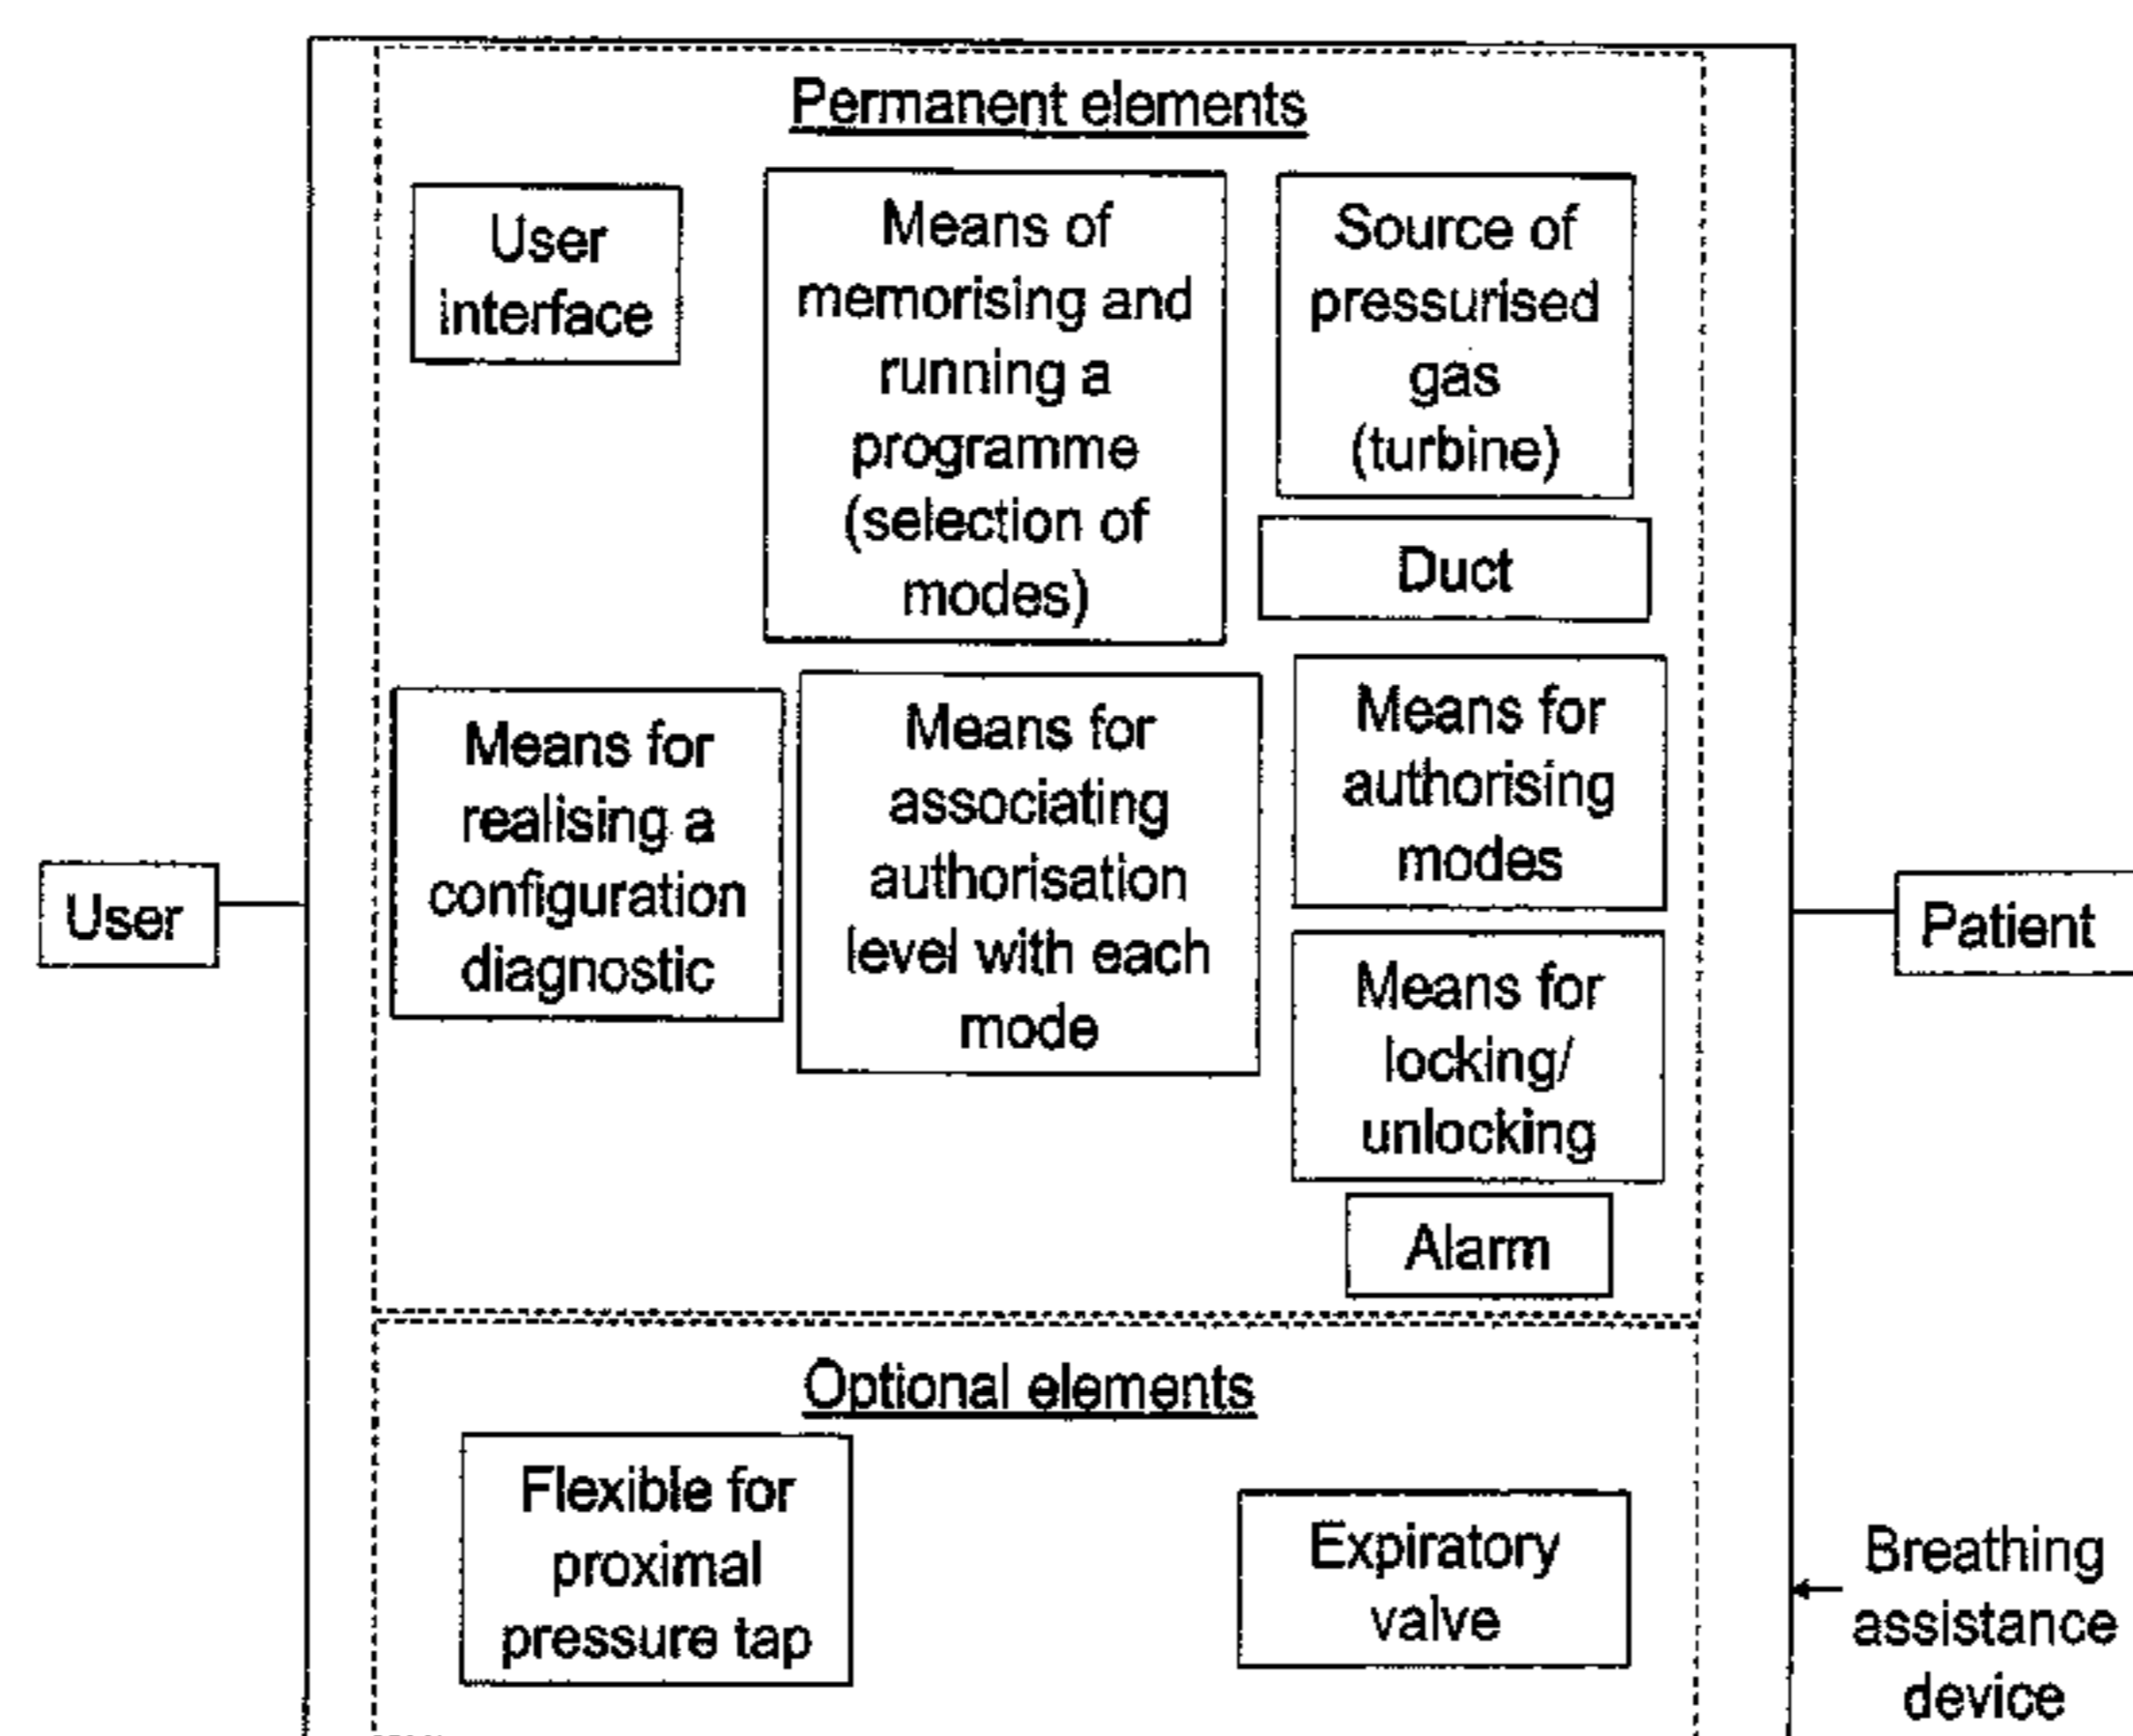 Permanent elements
User
interface
Means of
memorising and
running a
programme
(selection of
modes)
Source of
pressurised
gas
(turbine)
Duct
Means for
realising a
configuration
diagnostic
Means for
associating
authorisation
level with each
mode
Means for
authorising
modes
Means for
locking/
unlocking
Alarm
User
Patient
Optional elements
Flexible for
proximal
pressure tap
Expiratory
valve
Breathing
assistance
device